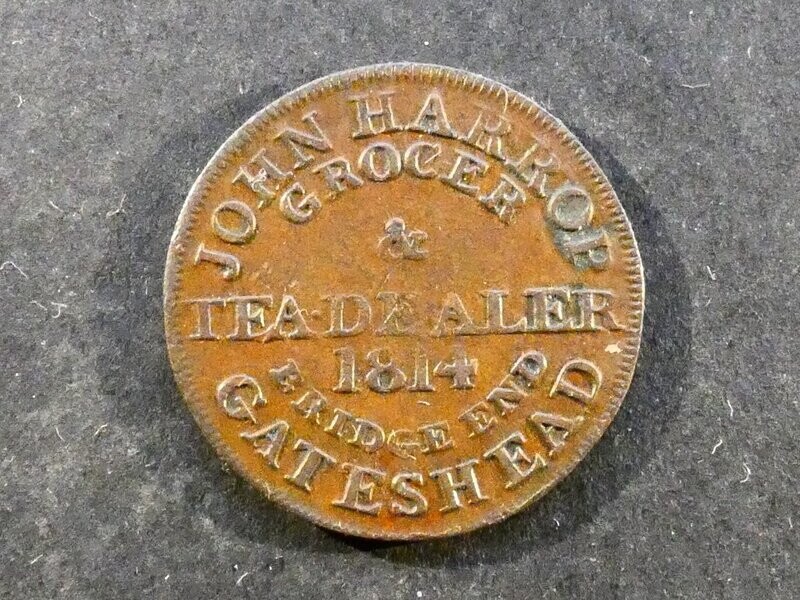 JOHN HARROP
GROCER
&
TEA DEALER
1814
BRIDGE END
GATESHEAD